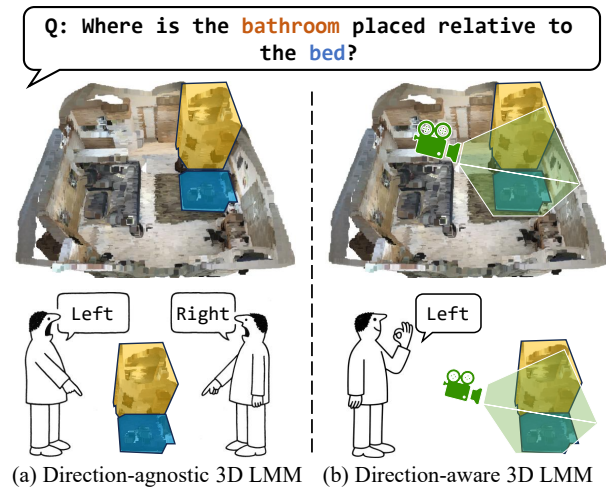 Q: Where is the bathroom placed relative to
the bed?
Left
Right
Left
(a) Direction-agnostic 3D LMM
(b) Direction-aware 3D LMM